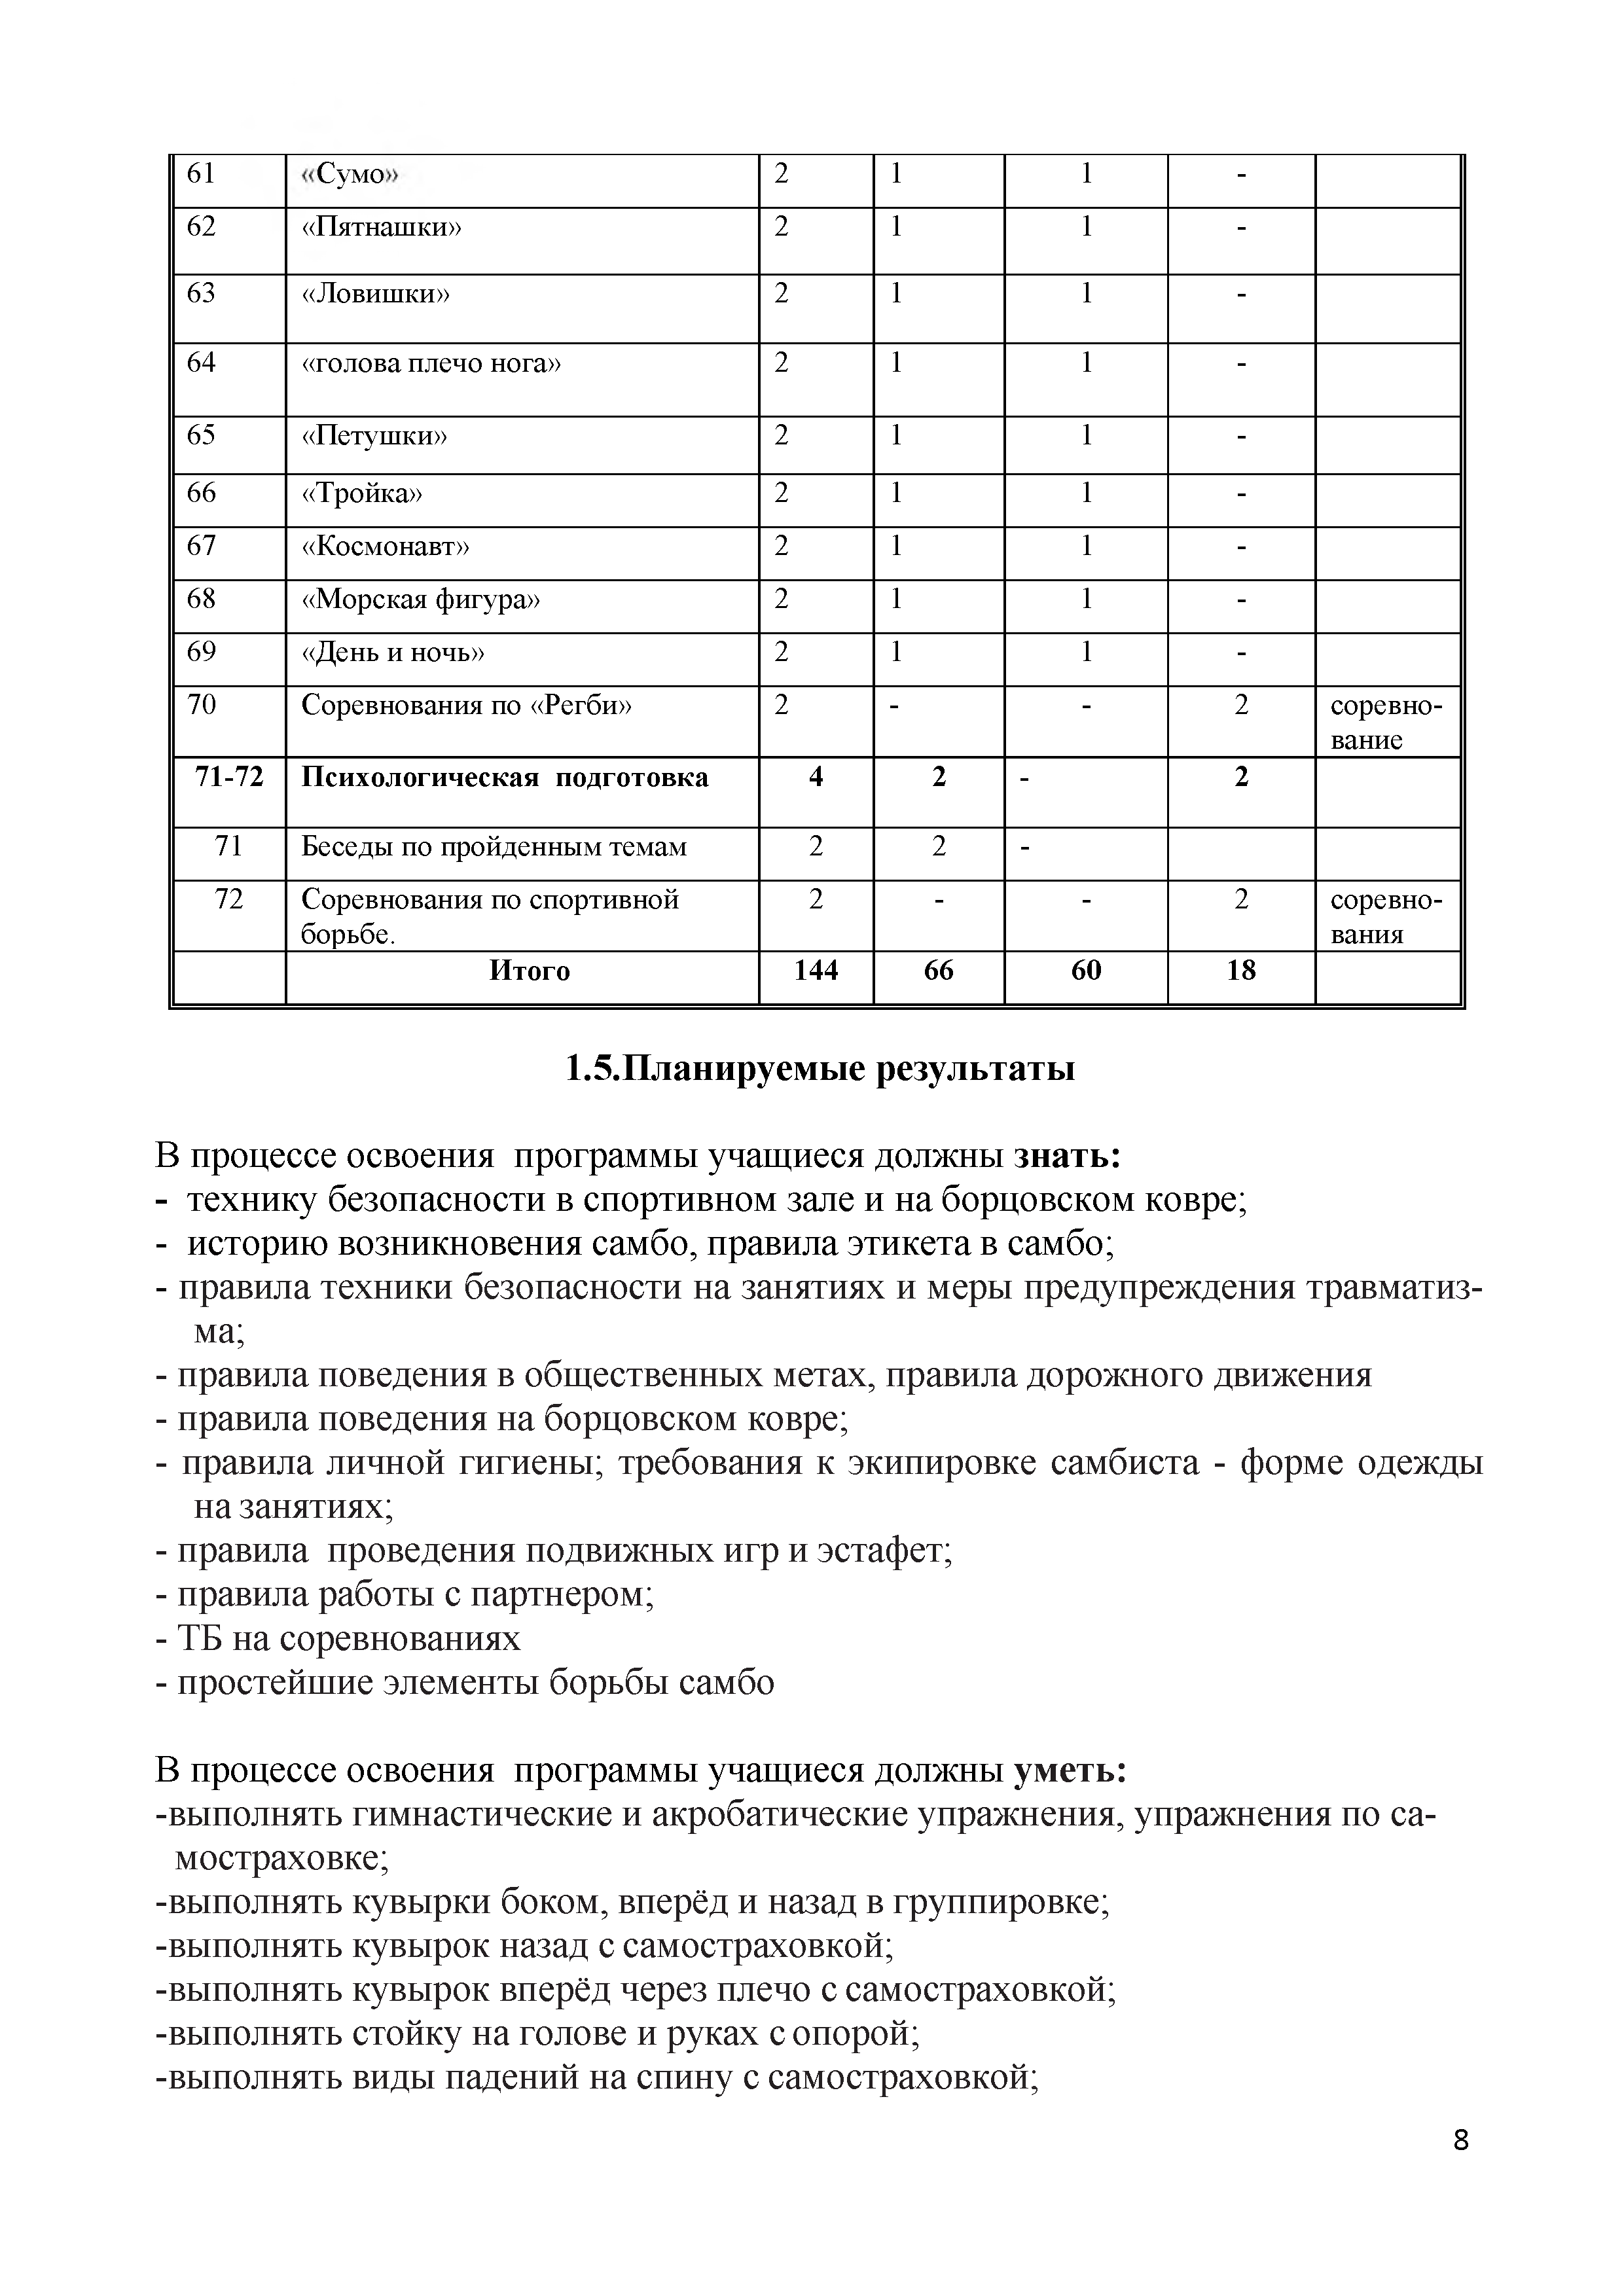 61 «Сумо» 2 1 1 -
62 «Пятнашки» 2 1 1 -
63 «Ловишки» 2 1 1 -
64 «голова плечо нога» 2 1 1 -
65 «Петушки» 2 1 1 -
66 «Тройка» 2 1 1 -
67 «Космонавт» 2 1 1 -
68 «Морская фигура» 2 1 1 -
69 «День и ночь» 2 1 1 -
70 Соревнования по «Регби» 2 - - 2 соревно-
вание
71-72 Психологическая подготовка 4 2 - 2
71 Беседы по пройденным темам 2 2 -
72 Соревнования по спортивной 2 - - 2 соревно-
борьбе. вания
Итого 144 66 60 18
1.5.Планируемые результаты
В процессе освоения программы учащиеся должны знать:
- технику безопасности в спортивном зале и на борцовском ковре;
- историю возникновения самбо, правила этикета в самбо;
- правила техники безопасности на занятиях и меры предупреждения травматиз-
ма;
- правила поведения в общественных метах, правила дорожного движения
- правила поведения на борцовском ковре;
- правила личной гигиены; требования к экипировке самбиста - форме одежды
на занятиях;
- правила проведения подвижных игр и эстафет;
- правила работы с партнером;
- ТБ на соревнованиях
- простейшие элементы борьбы самбо
В процессе освоения программы учащиеся должны уметь:
-выполнять гимнастические и акробатические упражнения, упражнения по са-
мостраховке;
-выполнять кувырки боком, вперёд и назад в группировке;
-выполнять кувырок назад с самостраховкой;
-выполнять кувырок вперёд через плечо с самостраховкой;
-выполнять стойку на голове и руках с опорой;
-выполнять виды падений на спину с самостраховкой;
8